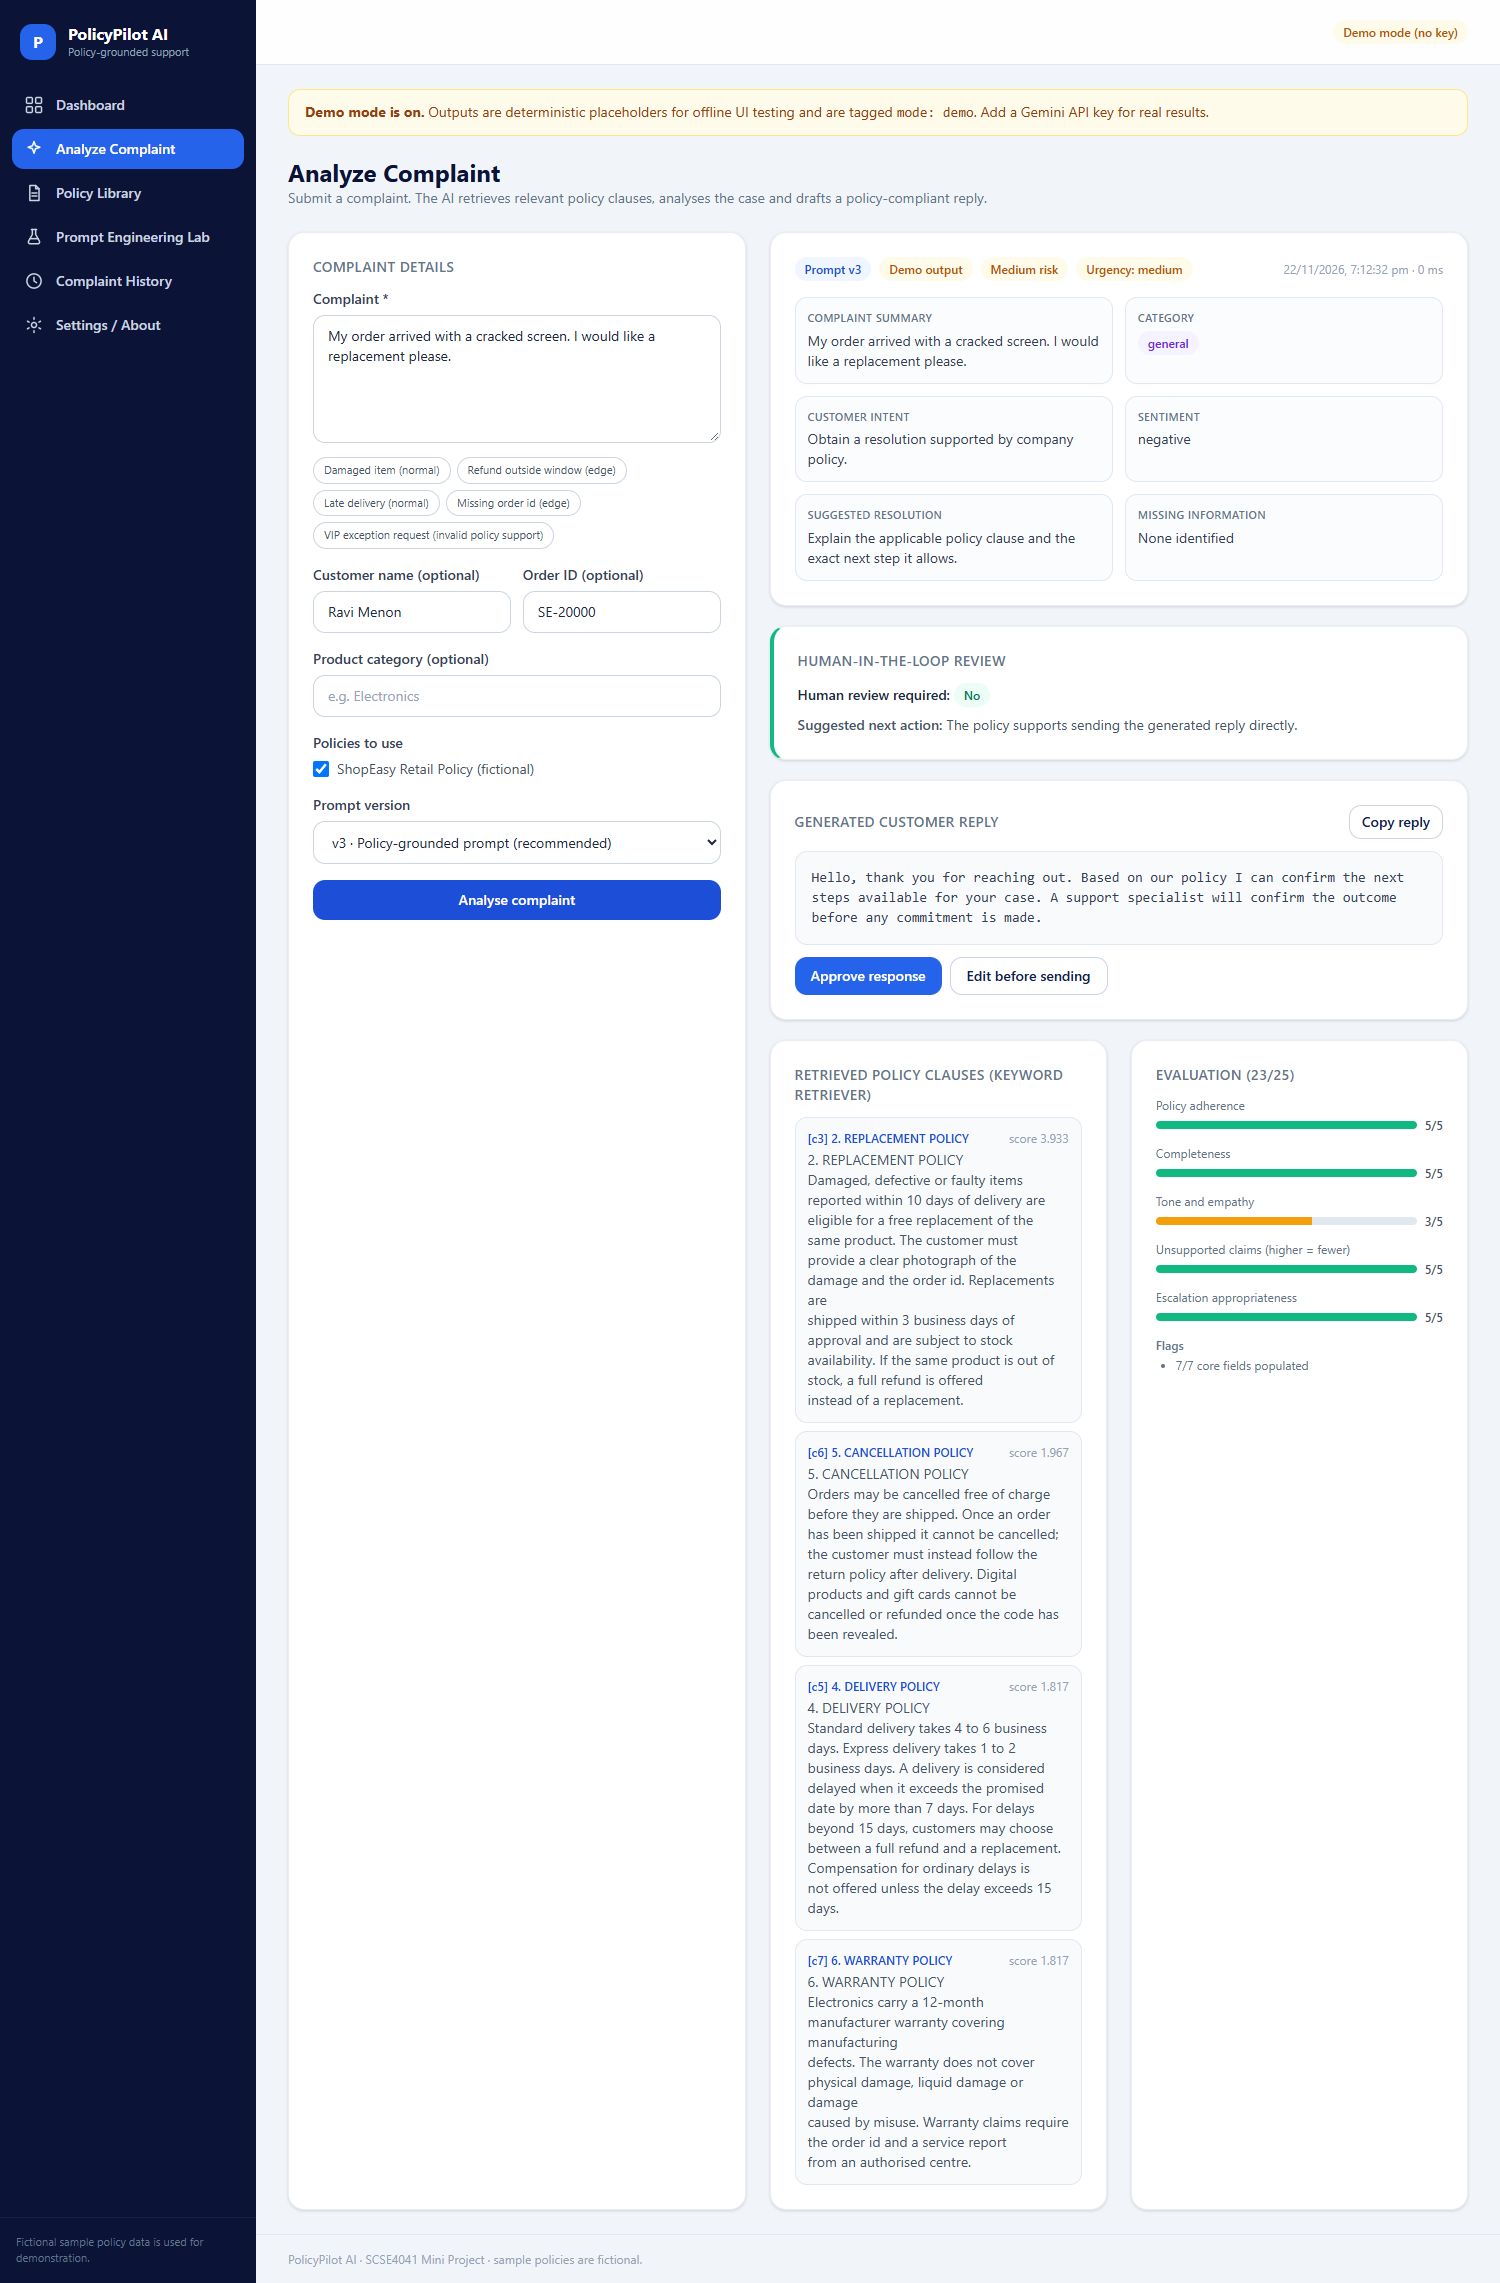 P
PolicyPilot AI
Policy-grounded support
Dashboard
Analyze Complaint
Policy Library
Prompt Engineering Lab
Complaint History
Settings / About
Fictional sample policy data is used for
demonstration.
Demo mode (no key)
Demo mode is on. Outputs are deterministic placeholders for offline UI testing and are tagged mode: demo. Add a Gemini API key for real results.
Analyze Complaint
Submit a complaint. The AI retrieves relevant policy clauses, analyses the case and drafts a policy-compliant reply.
COMPLAINT DETAILS
Complaint *
My order arrived with a cracked screen. I would like a
replacement please.
Damaged item (normal)
Refund outside window (edge)
Late delivery (normal)
Missing order id (edge)
VIP exception request (invalid policy support)
Customer name (optional)
Order ID (optional)
Ravi Menon
SE-20000
Product category (optional)
e.g. Electronics
Policies to use
ShopEasy Retail Policy (fictional)
Prompt version
v3 · Policy-grounded prompt (recommended)
Analyse complaint
Prompt v3
Demo output
Medium risk
Urgency: medium
22/11/2026, 7:12:32 pm · 0 ms
COMPLAINT SUMMARY
My order arrived with a cracked screen. I would
like a replacement please.
CATEGORY
general
CUSTOMER INTENT
Obtain a resolution supported by company
policy.
SENTIMENT
negative
SUGGESTED RESOLUTION
Explain the applicable policy clause and the
exact next step it allows.
MISSING INFORMATION
None identified
HUMAN-IN-THE-LOOP REVIEW
Human review required: No
Suggested next action: The policy supports sending the generated reply directly.
GENERATED CUSTOMER REPLY
Copy reply
Hello, thank you for reaching out. Based on our policy I can confirm the next
steps available for your case. A support specialist will confirm the outcome
before any commitment is made.
Approve response
Edit before sending
RETRIEVED POLICY CLAUSES (KEYWORD
RETRIEVER)
[c3] 2. REPLACEMENT POLICY
score 3.933
2. REPLACEMENT POLICY
Damaged, defective or faulty items
reported within 10 days of delivery are
eligible for a free replacement of the
same product. The customer must
provide a clear photograph of the
damage and the order id. Replacements
are
shipped within 3 business days of
approval and are subject to stock
availability. If the same product is out of
stock, a full refund is offered
instead of a replacement.
[c6] 5. CANCELLATION POLICY
score 1.967
5. CANCELLATION POLICY
Orders may be cancelled free of charge
before they are shipped. Once an order
has been shipped it cannot be cancelled;
the customer must instead follow the
return policy after delivery. Digital
products and gift cards cannot be
cancelled or refunded once the code has
been revealed.
[c5] 4. DELIVERY POLICY
score 1.817
4. DELIVERY POLICY
Standard delivery takes 4 to 6 business
days. Express delivery takes 1 to 2
business days. A delivery is considered
delayed when it exceeds the promised
date by more than 7 days. For delays
beyond 15 days, customers may choose
between a full refund and a replacement.
Compensation for ordinary delays is
not offered unless the delay exceeds 15
days.
[c7] 6. WARRANTY POLICY
score 1.817
6. WARRANTY POLICY
Electronics carry a 12-month
manufacturer warranty covering
manufacturing
defects. The warranty does not cover
physical damage, liquid damage or
damage
caused by misuse. Warranty claims require
the order id and a service report
from an authorised centre.
EVALUATION (23/25)
Policy adherence
5/5
Completeness
5/5
Tone and empathy
3/5
Unsupported claims (higher = fewer)
5/5
Escalation appropriateness
5/5
Flags
• 7/7 core fields populated
PolicyPilot AI · SCSE4041 Mini Project · sample policies are fictional.